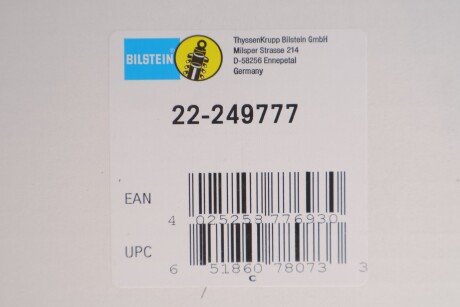 BILSTEIN
ThyssenKrupp Bilstein GmbH
Milsper Strasse 214
D-58256 Ennepetal
Germany
22-249777
EAN
4 025258 776930
UPC
6 51860 78073 3
C